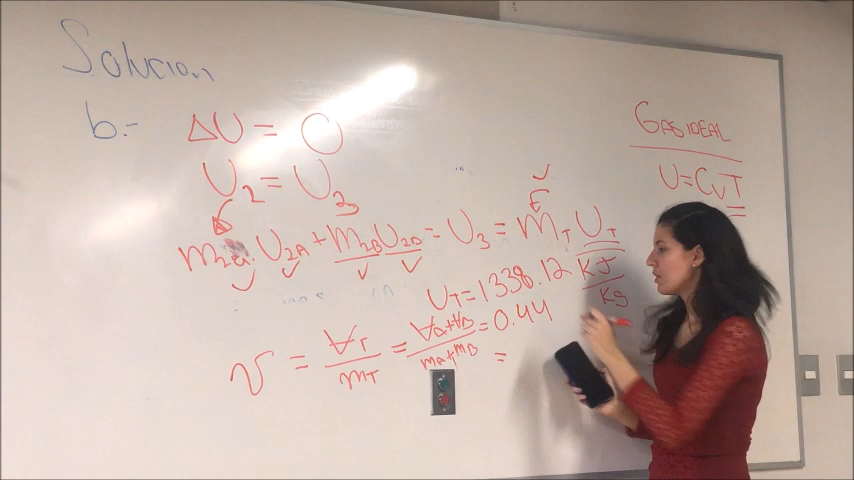 Solución
b.- ΔU = 0
U2 = U3
m2a. U2A + m2B U2B = U3 = mT UT
UT = 1338.12 KJ/Kg
V = VT/mT = Va+VB/ma+mB = 0.44
=
GAS IDEAL
U = CvT